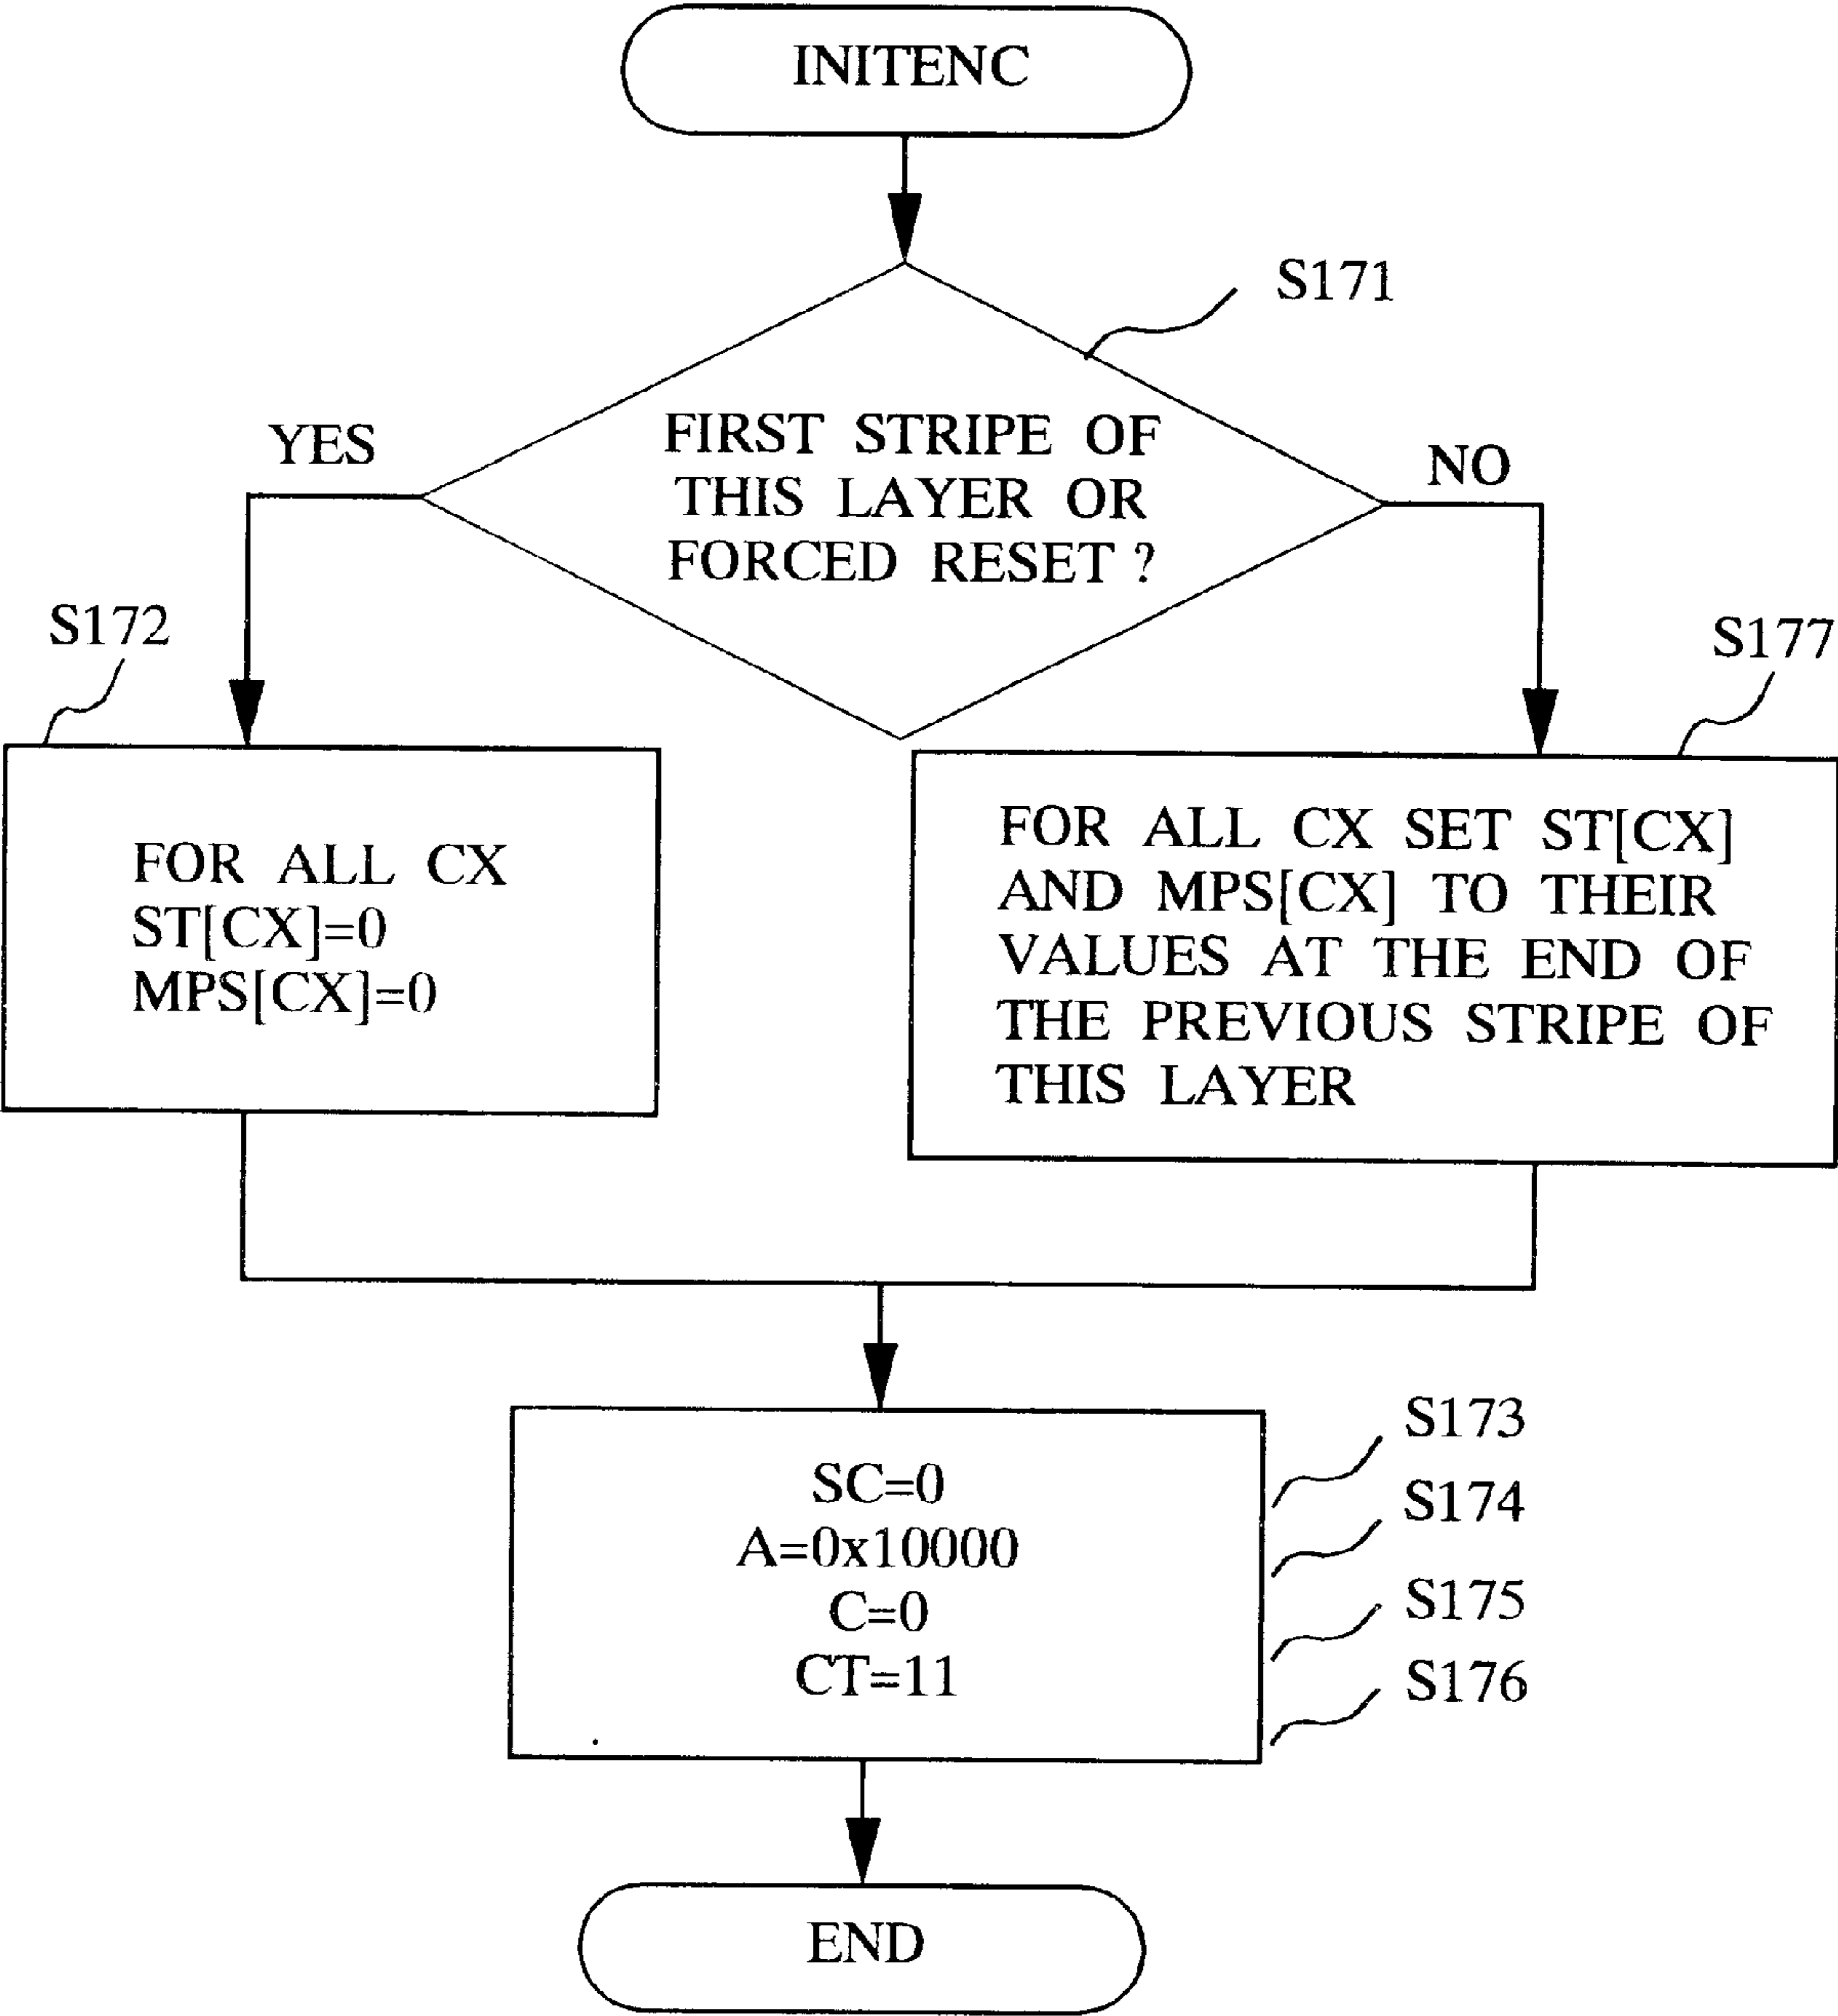 INITENC
S171
FIRST STRIPE OF
THIS LAYER OR
FORCED RESET ?
YES
NO
S172
S177
FOR ALL CX
ST[CX]=0
MPS[CX]=0
FOR ALL CX SET ST[CX]
AND MPS[CX] TO THEIR
VALUES AT THE END OF
THE PREVIOUS STRIPE OF
THIS LAYER
SC=0
A=0x10000
C=0
CT=11
S173
S174
S175
S176
END